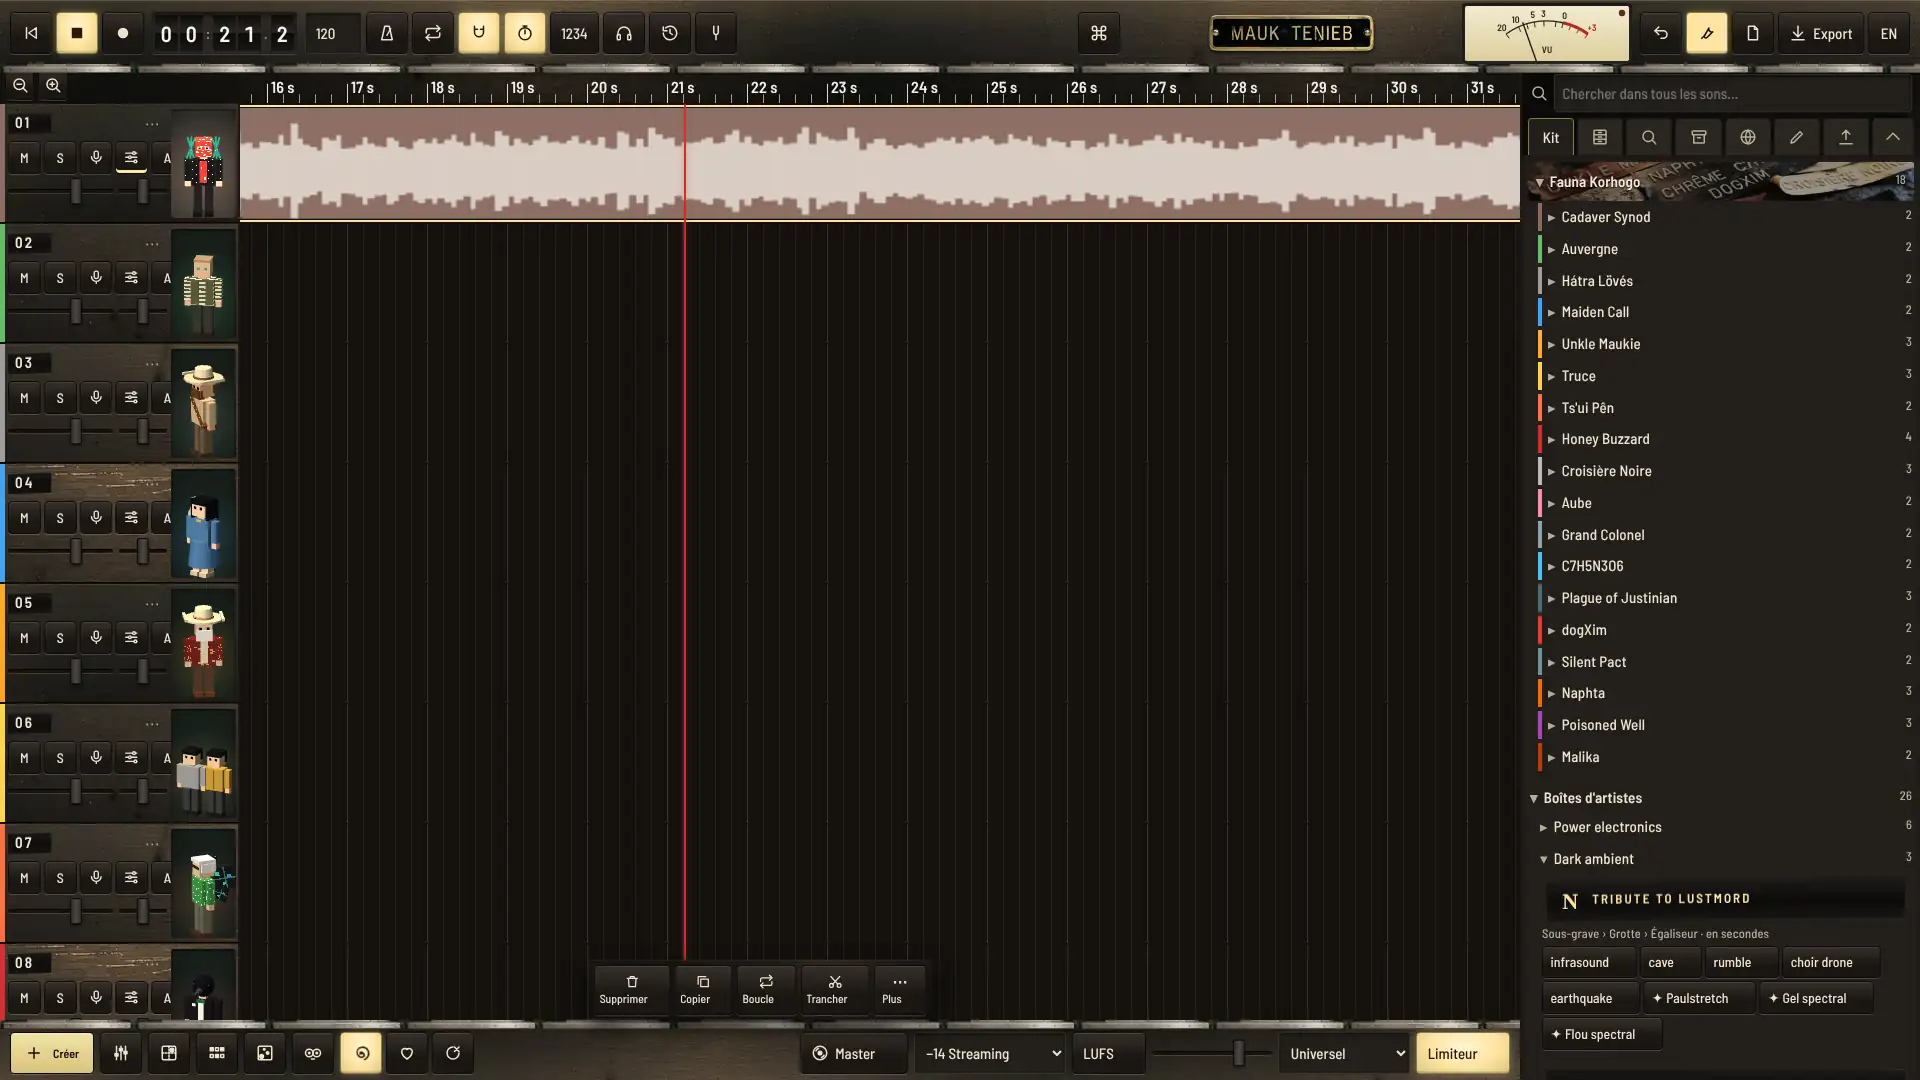 00:21.2 120 1234 MAUK TENIEB 20 10 5 3 0 +3 VU Export EN
16 s 17 s 18 s 19 s 20 s 21 s 22 s 23 s 24 s 25 s 26 s 27 s 28 s 29 s 30 s 31 s
Chercher dans tous les sons...
Kit
01 ...
M S A
02 ...
M S A
03 ...
M S A
04 ...
M S A
05 ...
M S A
06 ...
M S A
07 ...
M S A
08 ...
M S A
Fauna Korhogo 18
Cadaver Synod 2
Auvergne 2
Hátra Lövés 2
Maiden Call 2
Unkle Maukie 3
Truce 3
Ts'ui Pên 2
Honey Buzzard 4
Croisière Noire 3
Aube 2
Grand Colonel 2
C7H5N3O6 2
Plague of Justinian 3
dogXim 2
Silent Pact 2
Naphta 3
Poisoned Well 3
Malika 2
Boîtes d'artistes 26
Power electronics 6
Dark ambient 3
N TRIBUTE TO LUSTMORD
Sous-grave › Grotte › Égaliseur · en secondes
infrasound cave rumble choir drone
earthquake ✦ Paulstretch ✦ Gel spectral
✦ Flou spectral
Supprimer Copier Boucle Trancher Plus
+ Créer Master −14 Streaming LUFS Universel Limiteur